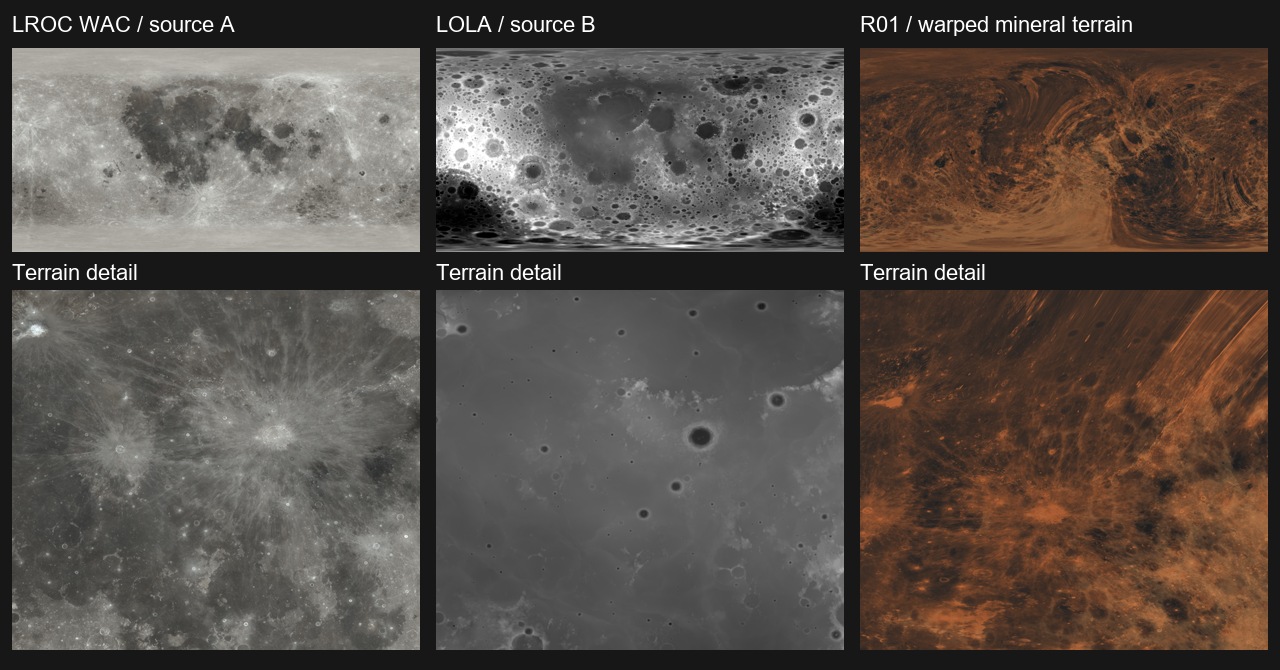 LROC WAC / source A
LOLA / source B
R01 / warped mineral terrain
Terrain detail
Terrain detail
Terrain detail